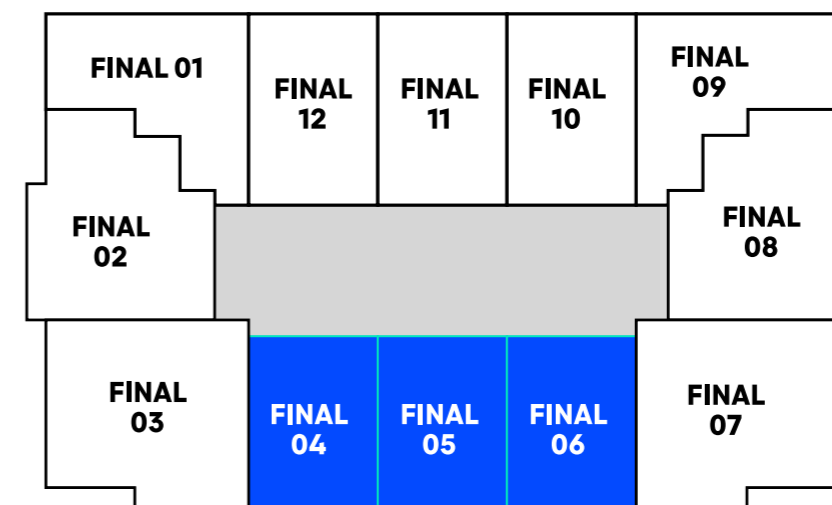 FINAL 01
FINAL
12
FINAL
11
FINAL
10
FINAL
09
FINAL
02
FINAL
08
FINAL
03
FINAL
04
FINAL
05
FINAL
06
FINAL
07